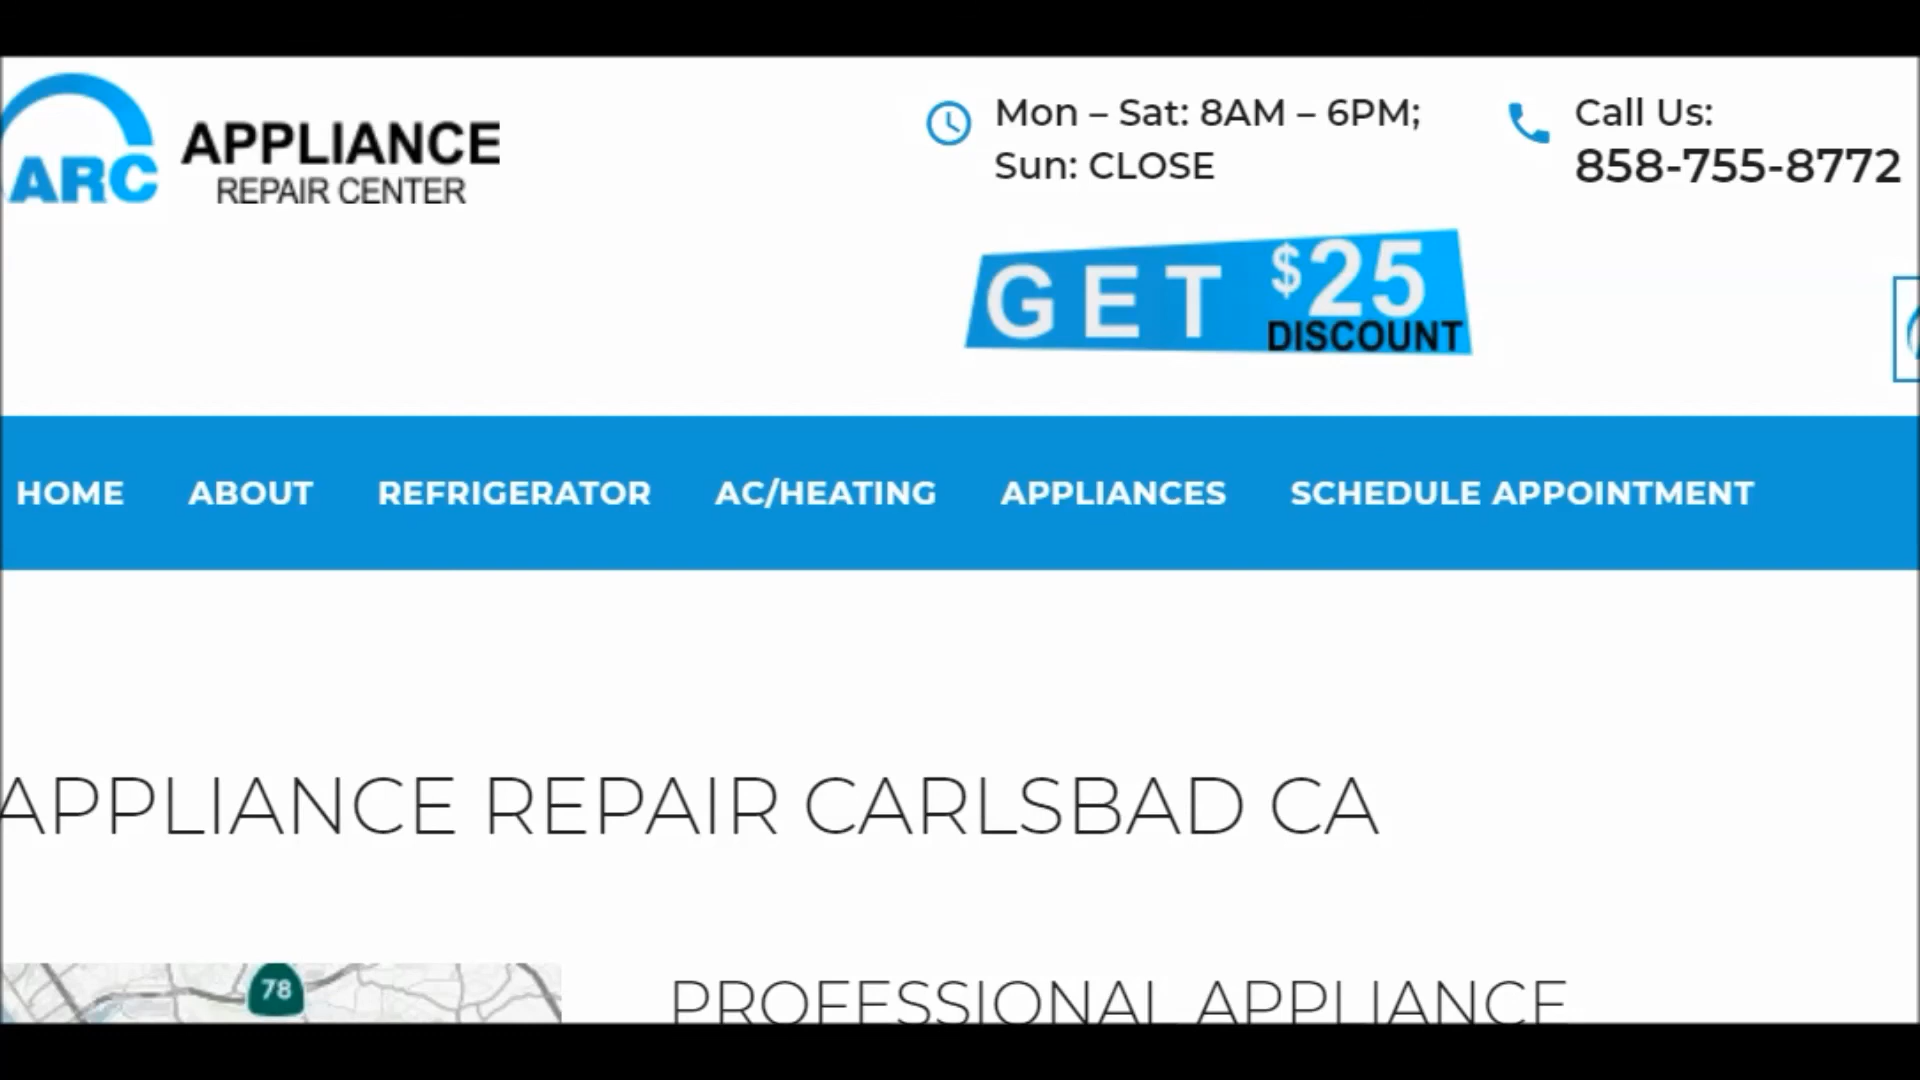 ARC
APPLIANCE
REPAIR CENTER
Mon – Sat: 8AM – 6PM;
Sun: CLOSE
Call Us:
858-755-8772
GET $25
DISCOUNT
HOME ABOUT REFRIGERATOR AC/HEATING APPLIANCES SCHEDULE APPOINTMENT
APPLIANCE REPAIR CARLSBAD CA
78
PROFESSIONAL APPLIANCE